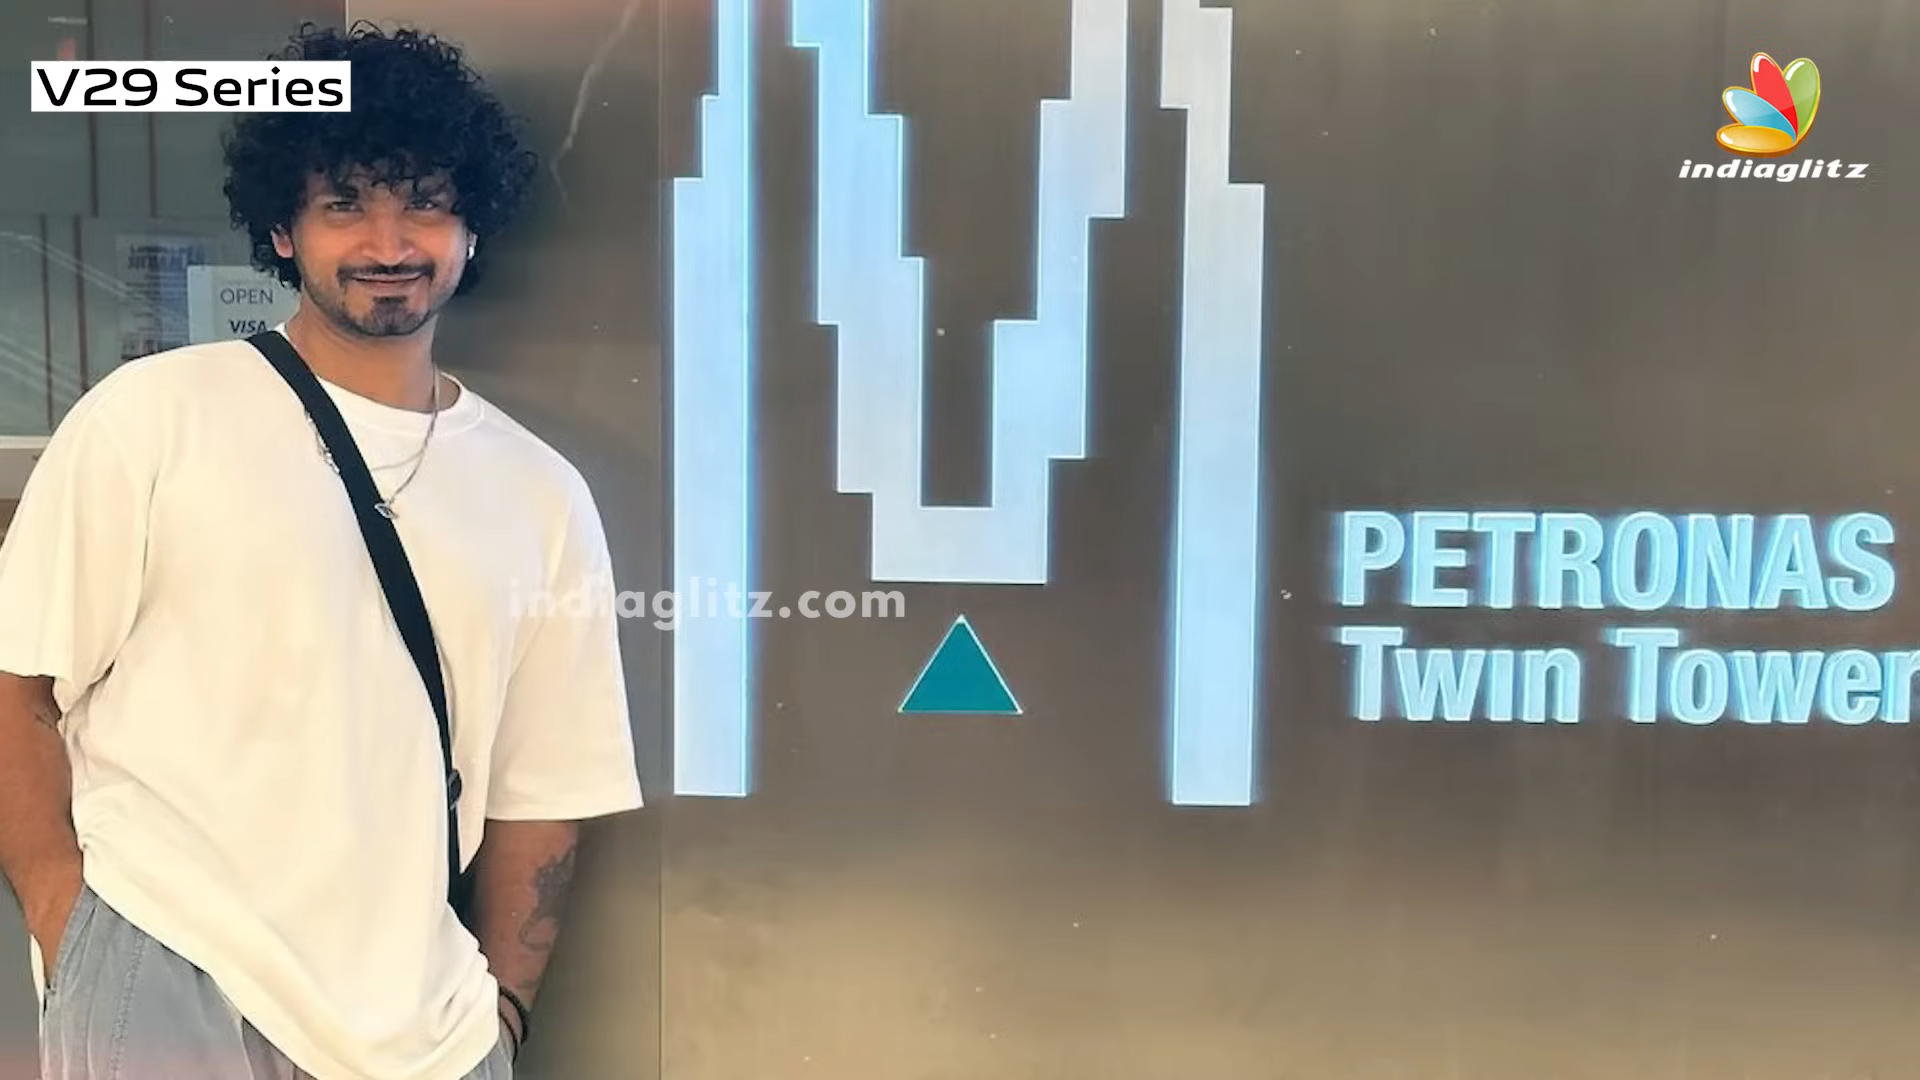 V29 Series
indiaglitz
OPEN
VISA
PETRONAS
Twin Tower
indiaglitz.com